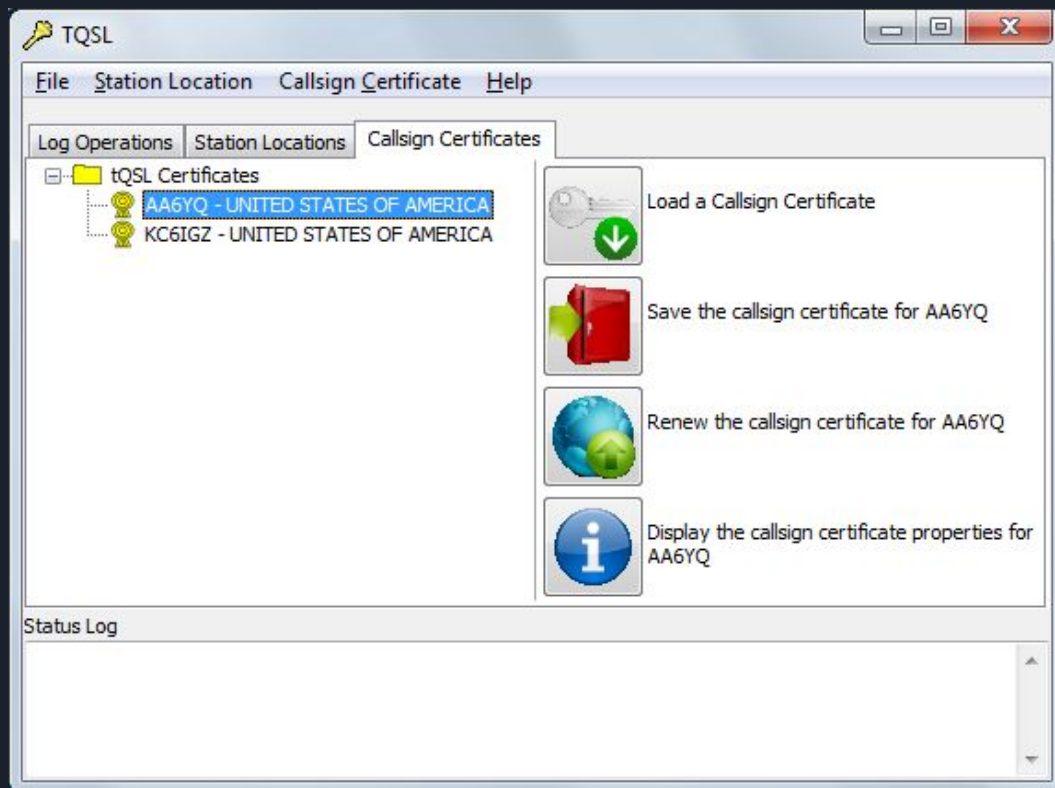 TQSL
File Station Location Callsign Certificate Help
Log Operations Station Locations Callsign Certificates
tQSL Certificates
AA6YQ - UNITED STATES OF AMERICA
KC6IGZ - UNITED STATES OF AMERICA
Load a Callsign Certificate
Save the callsign certificate for AA6YQ
Renew the callsign certificate for AA6YQ
Display the callsign certificate properties for
AA6YQ
Status Log